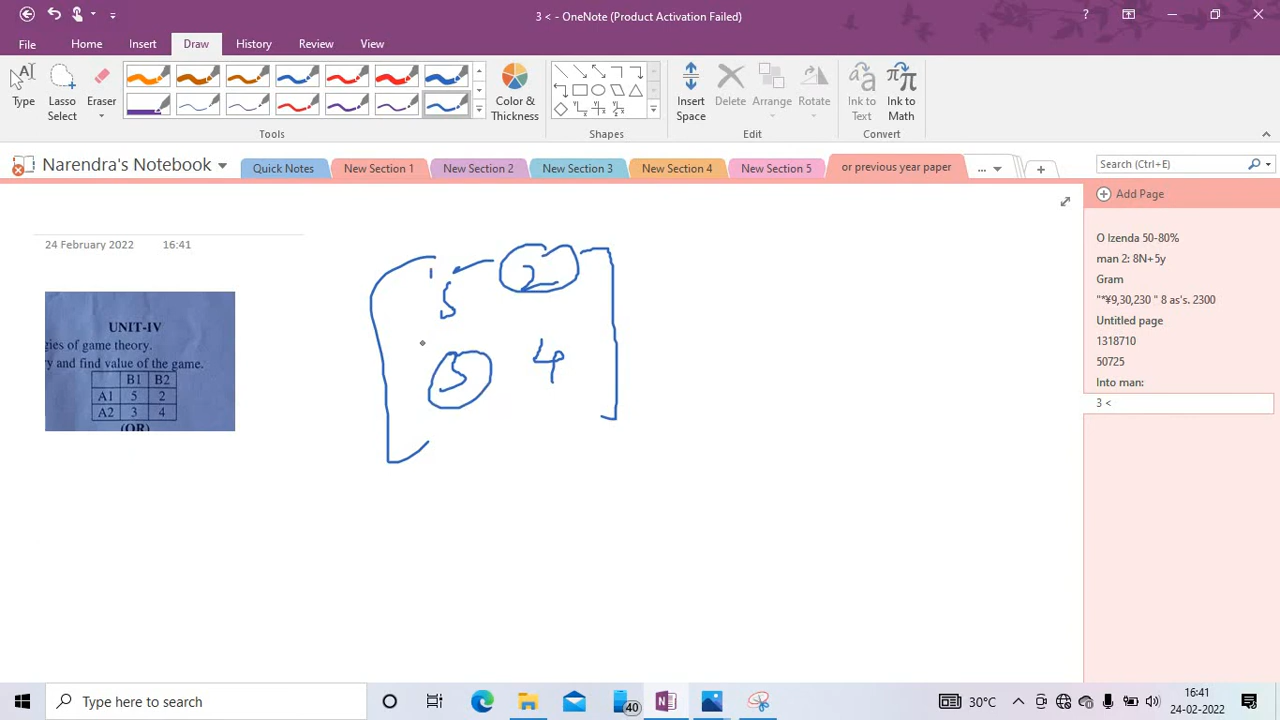 3 < - OneNote (Product Activation Failed)
?
File Home Insert Draw History Review View
Type
Lasso Select
Eraser
Color & Thickness
Insert Space
Delete
Arrange
Rotate
Ink to Text
Ink to Math
Tools Shapes Edit Convert
Narendra's Notebook
Quick Notes New Section 1 New Section 2 New Section 3 New Section 4 New Section 5 or previous year paper ...
Search (Ctrl+E)
Add Page
24 February 2022 16:41
UNIT-IV
gies of game theory.
y and find value of the game.
B1 B2
A1 5 2
A2 3 4
(OR)
2
5
4
O Izenda 50-80%
man 2: 8N+5y
Gram
"*¥9,30,230 " 8 as's. 2300
Untitled page
1318710
50725
Into man:
3 <
Type here to search
40
30°C
16:41
24-02-2022